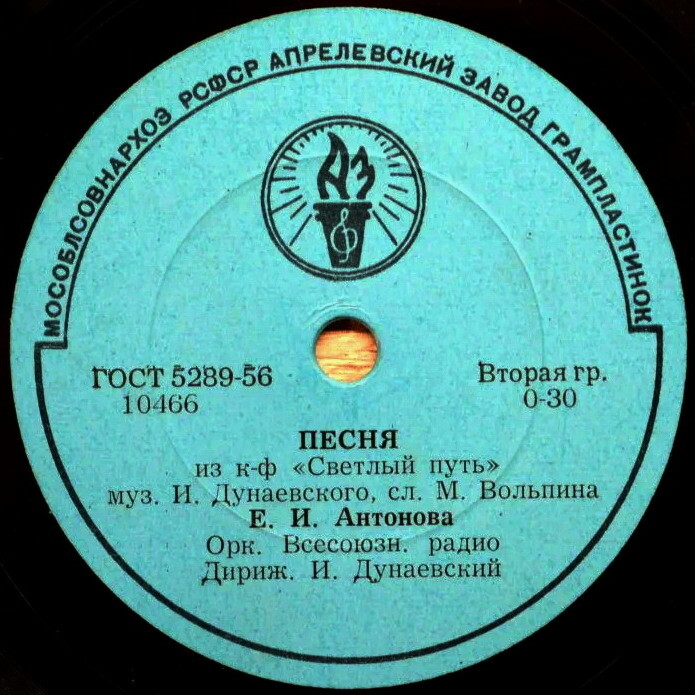 МОСОБЛСОВНАРХОЗ РСФСР АПРЕЛЕВСКИЙ ЗАВОД ГРАМПЛАСТИНОК
АЗ
ГОСТ 5289-56
10466
Вторая гр.
0-30
ПЕСНЯ
из к-ф «Светлый путь»
муз. И. Дунаевского, сл. М. Вольпина
Е. И. Антонова
Орк. Всесоюзн. радио
Дириж. И. Дунаевский